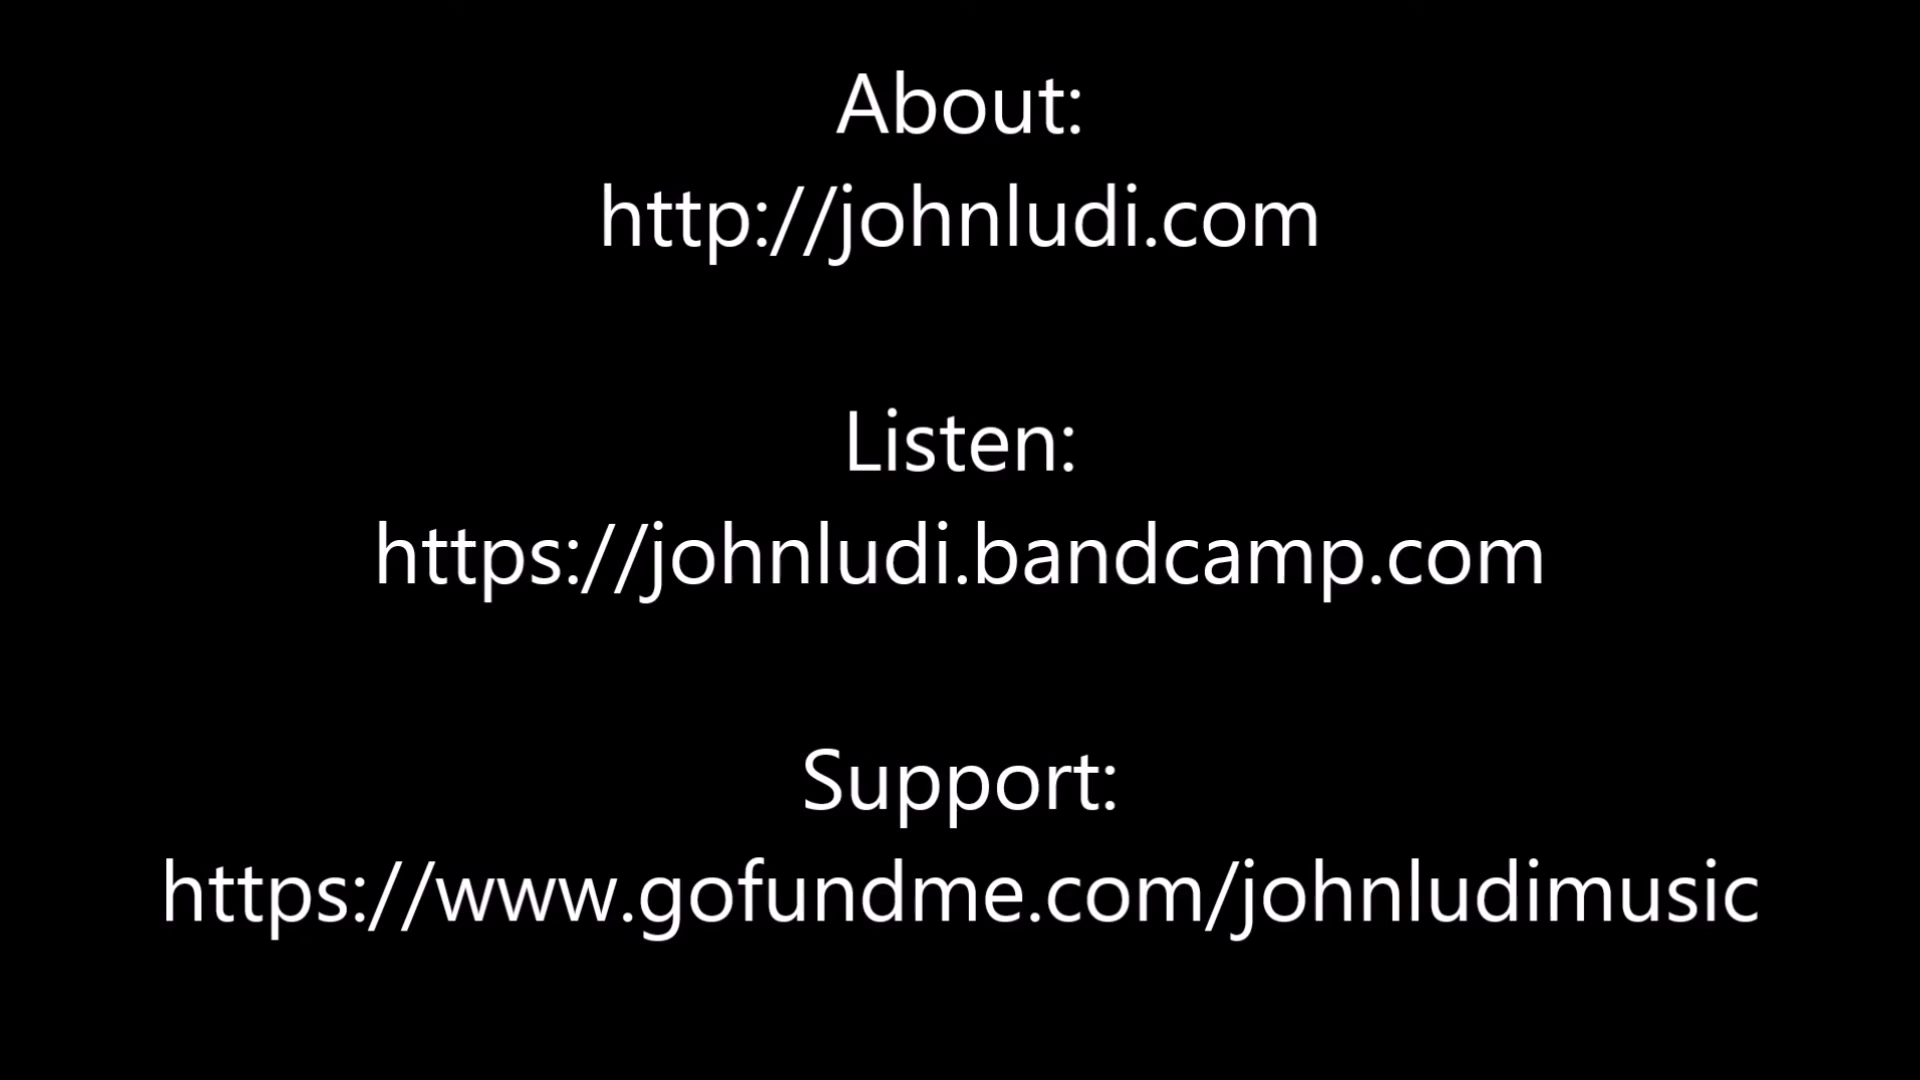 About:
http://johnludi.com
Listen:
https://johnludi.bandcamp.com
Support:
https://www.gofundme.com/johnludimusic